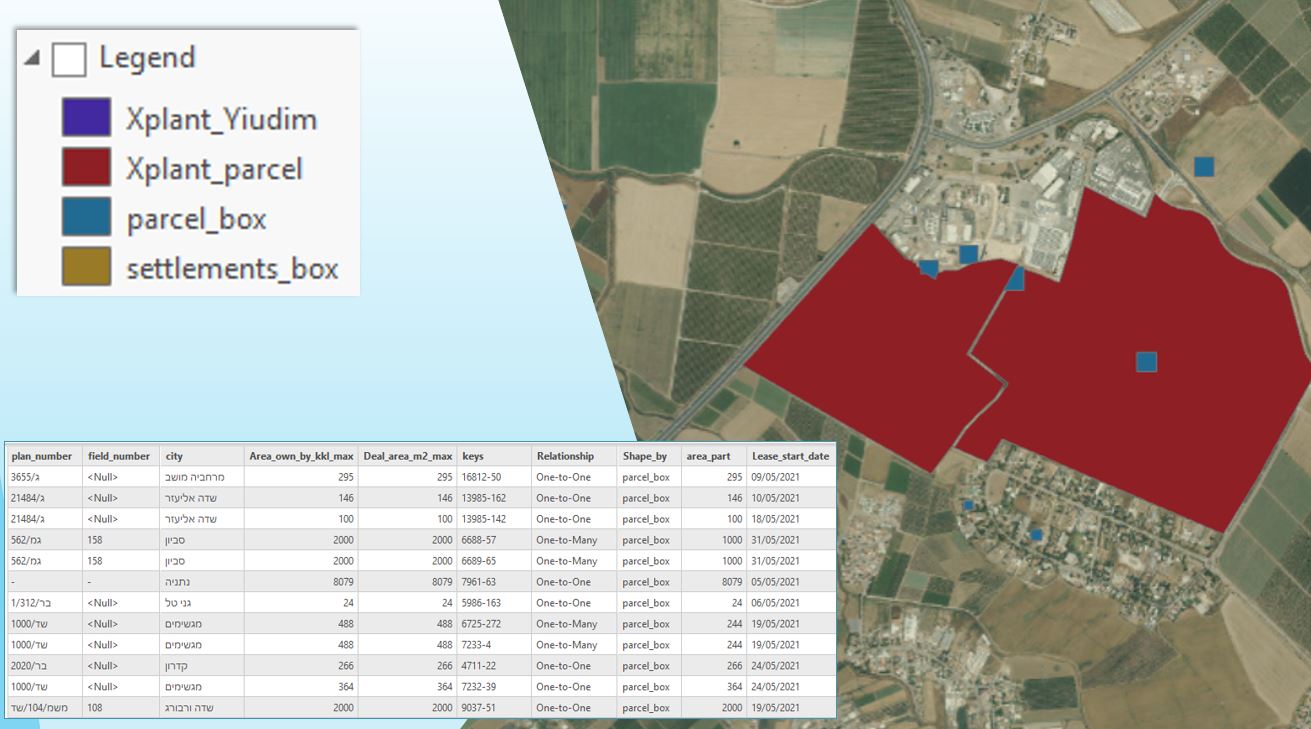 Legend
Xplant_Yiudim
Xplant_parcel
parcel_box
settlements_box
plan_number field_number city Area_own_by_kkl_max Deal_area_m2_max keys Relationship Shape_by area_part Lease_start_date
ג/3655 <Null> מרחביה מושב 295 295 16812-50 One-to-One parcel_box 295 09/05/2021
ג/21484 <Null> שדה אליעזר 146 146 13985-162 One-to-One parcel_box 146 10/05/2021
ג/21484 <Null> שדה אליעזר 100 100 13985-142 One-to-One parcel_box 100 18/05/2021
גמ/562 158 סביון 2000 2000 6688-57 One-to-Many parcel_box 1000 31/05/2021
גמ/562 158 סביון 2000 2000 6689-65 One-to-Many parcel_box 1000 31/05/2021
- - נתניה 8079 8079 7961-63 One-to-One parcel_box 8079 05/05/2021
בר/312/1 <Null> גני טל 24 24 5986-163 One-to-One parcel_box 24 06/05/2021
שד/1000 <Null> מגשימים 488 488 6725-272 One-to-Many parcel_box 244 19/05/2021
שד/1000 <Null> מגשימים 488 488 7233-4 One-to-Many parcel_box 244 19/05/2021
בר/2020 <Null> קדרון 266 266 4711-22 One-to-One parcel_box 266 24/05/2021
שד/1000 <Null> מגשימים 364 364 7232-39 One-to-One parcel_box 364 24/05/2021
משמ/104/שד 108 שדה ורבורג 2000 2000 9037-51 One-to-One parcel_box 2000 19/05/2021